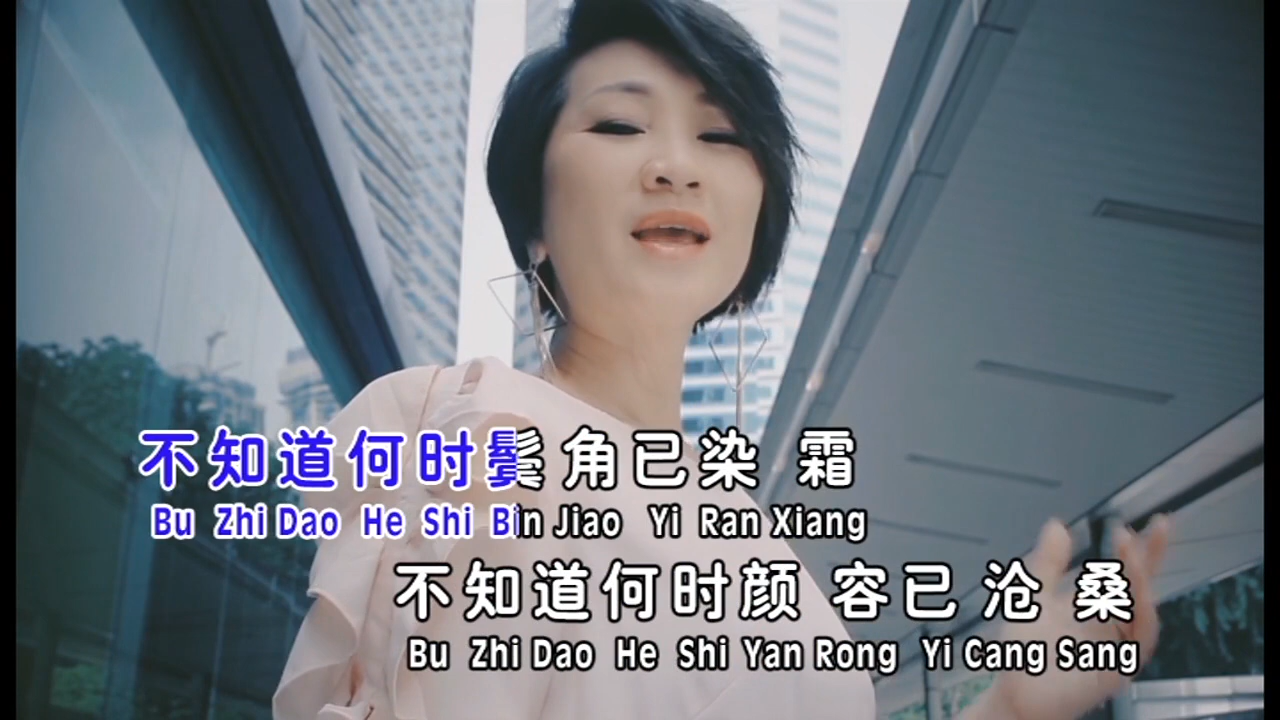 不知道何时鬓角已染 霜
Bu Zhi Dao He Shi Bin Jiao Yi Ran Xiang
不知道何时颜 容已 沧 桑
Bu Zhi Dao He Shi Yan Rong Yi Cang Sang